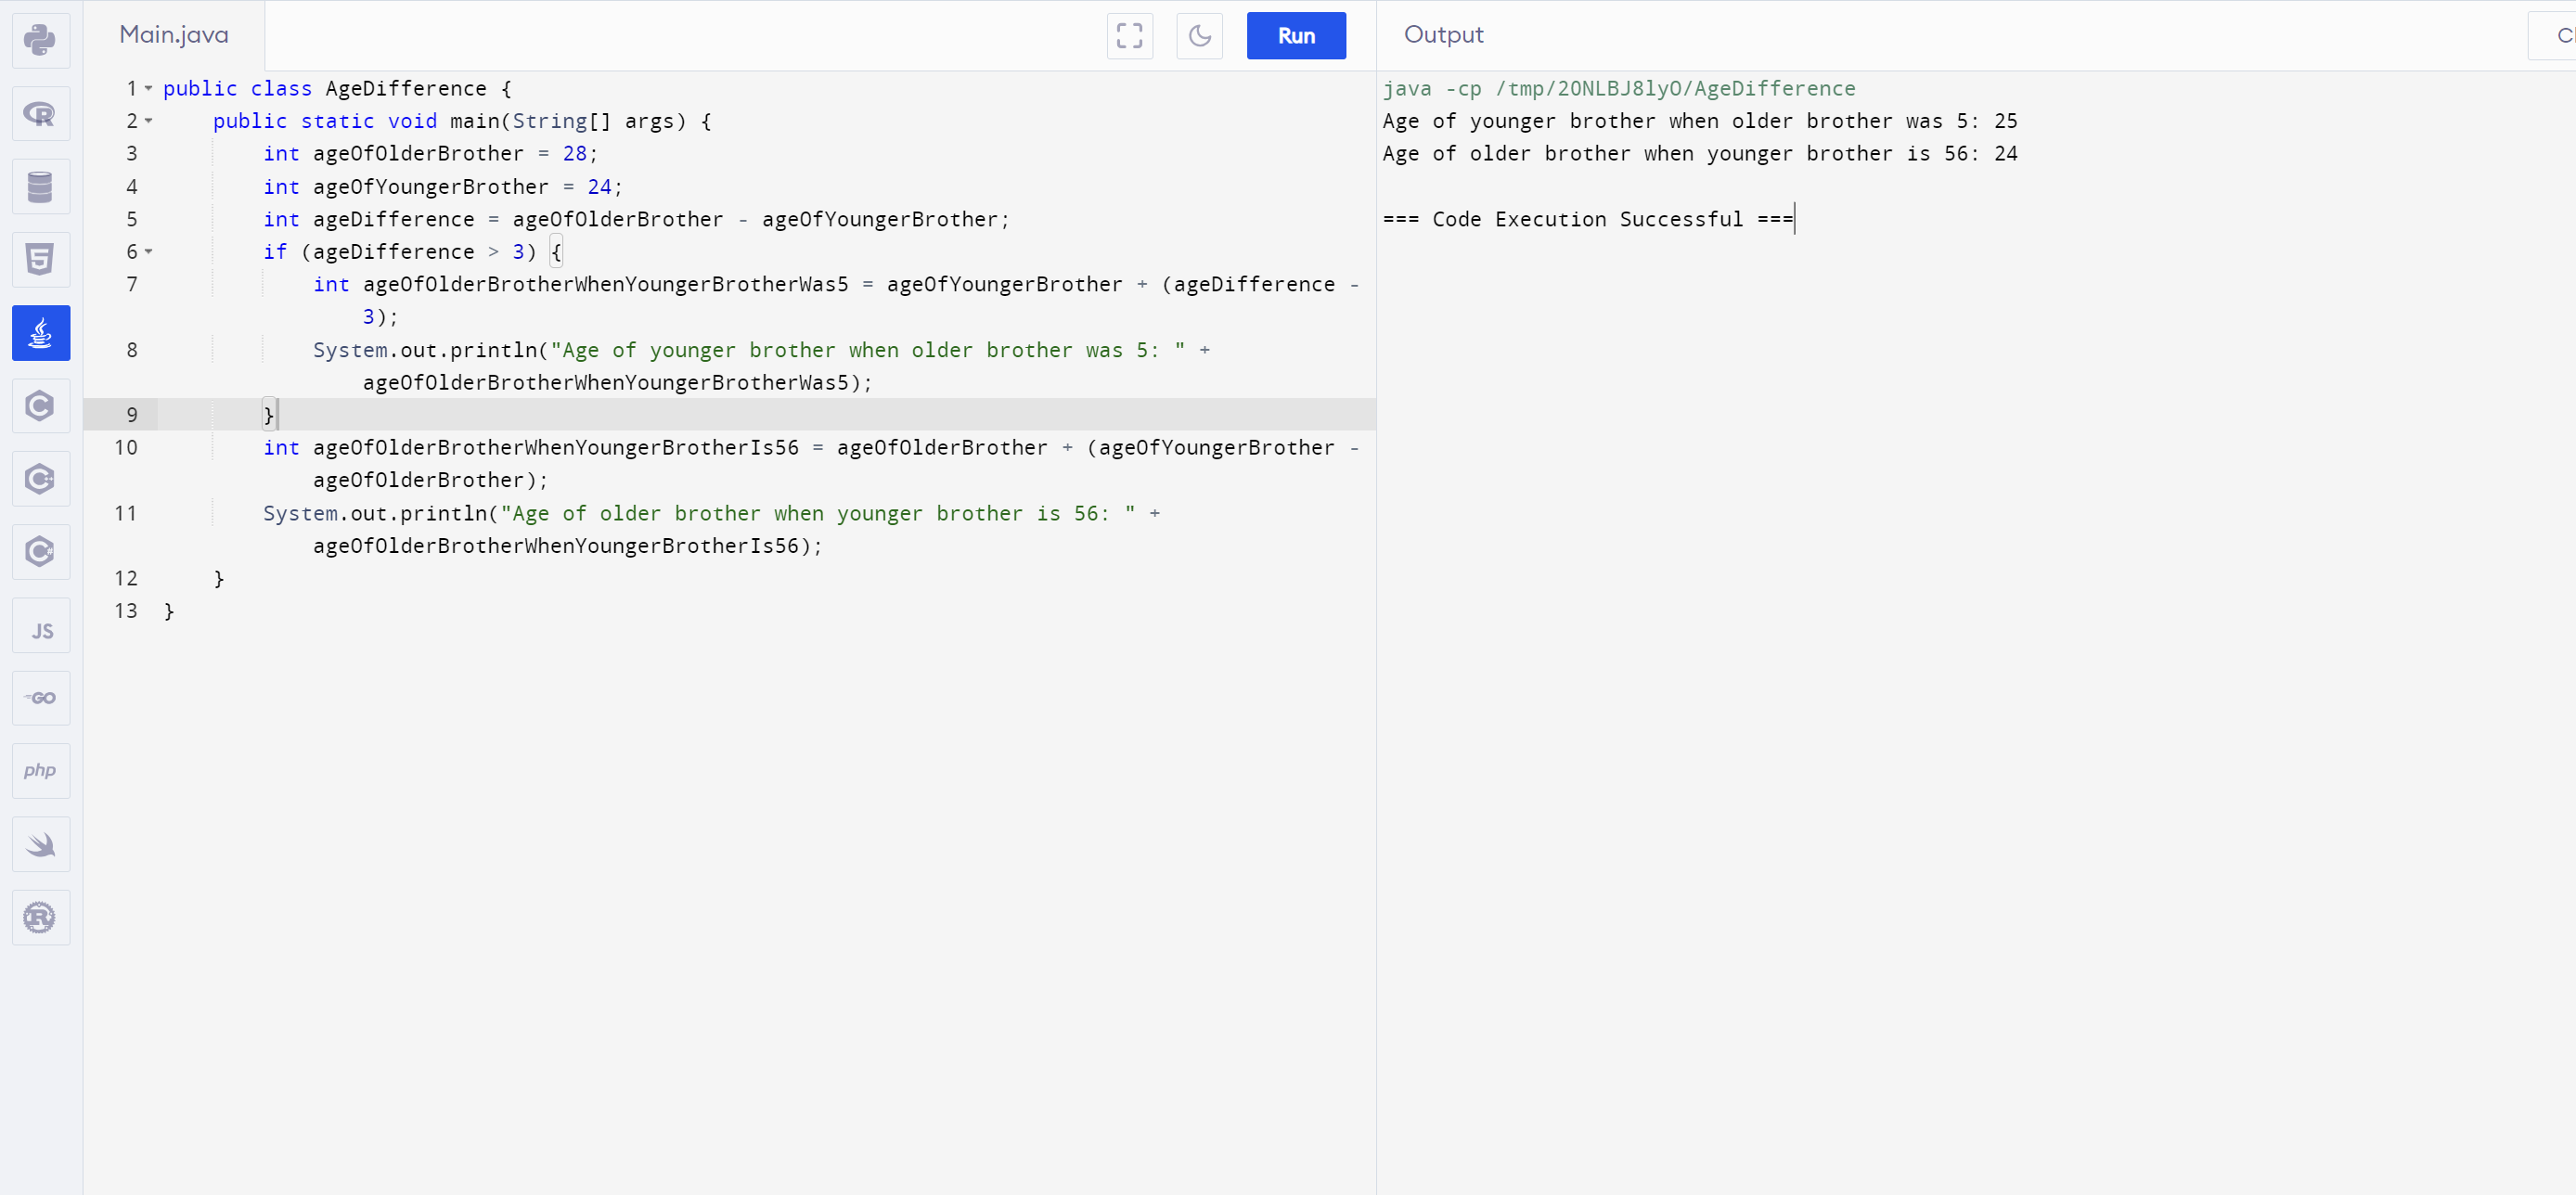 Main.java
Run
1 public class AgeDifference {
2 public static void main(String[] args) {
3 int ageOfOlderBrother = 28;
4 int ageOfYoungerBrother = 24;
5 int ageDifference = ageOfOlderBrother - ageOfYoungerBrother;
6 if (ageDifference > 3) {
7 int ageOfOlderBrotherWhenYoungerBrotherWas5 = ageOfYoungerBrother + (ageDifference -
3);
8 System.out.println("Age of younger brother when older brother was 5: " +
ageOfOlderBrotherWhenYoungerBrotherWas5);
9 }
10 int ageOfOlderBrotherWhenYoungerBrotherIs56 = ageOfOlderBrother + (ageOfYoungerBrother -
ageOfOlderBrother);
11 System.out.println("Age of older brother when younger brother is 56: " +
ageOfOlderBrotherWhenYoungerBrotherIs56);
12 }
13 }
R
5
C
C+
C#
JS
GO
php
R
Output
java -cp /tmp/20NLBJ8lyO/AgeDifference
Age of younger brother when older brother was 5: 25
Age of older brother when younger brother is 56: 24
=== Code Execution Successful ===